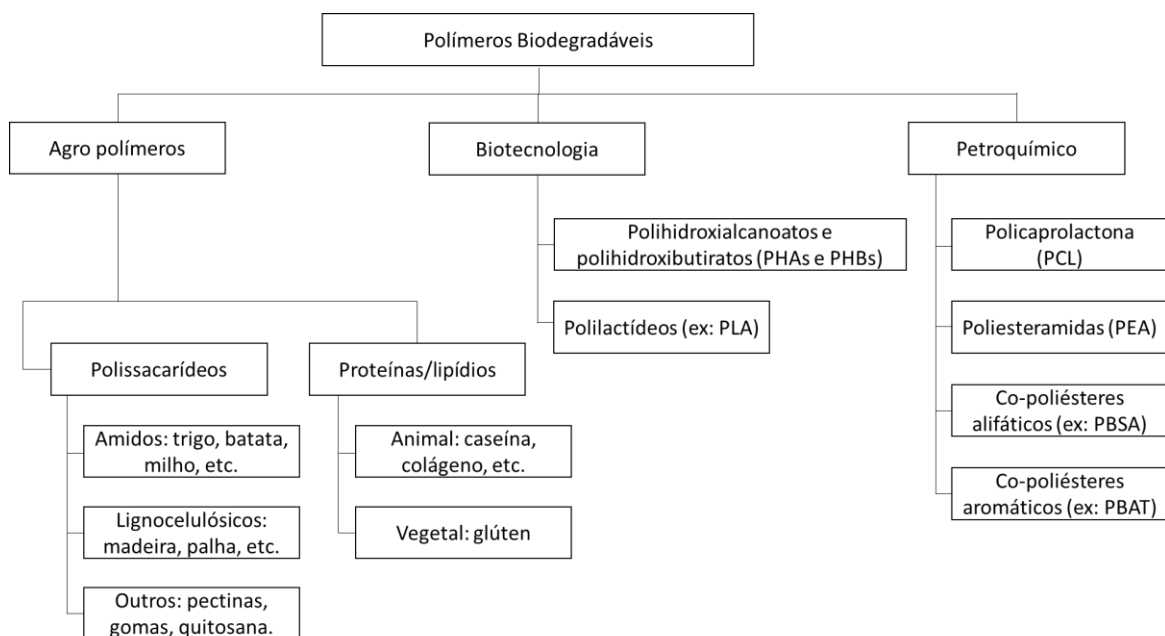 Polímeros Biodegradáveis
Agro polímeros
Biotecnologia
Petroquímico
Polihidroxialcanoatos e
polihidroxibutiratos (PHAs e PHBs)
Polilactídeos (ex: PLA)
Policaprolactona
(PCL)
Poliesteramidas (PEA)
Co-poliésteres
alifáticos (ex: PBSA)
Co-poliésteres
aromáticos (ex: PBAT)
Polissacarídeos
Proteínas/lipídios
Amidos: trigo, batata,
milho, etc.
Lignocelulósicos:
madeira, palha, etc.
Outros: pectinas,
gomas, quitosana.
Animal: caseína,
colágeno, etc.
Vegetal: glúten